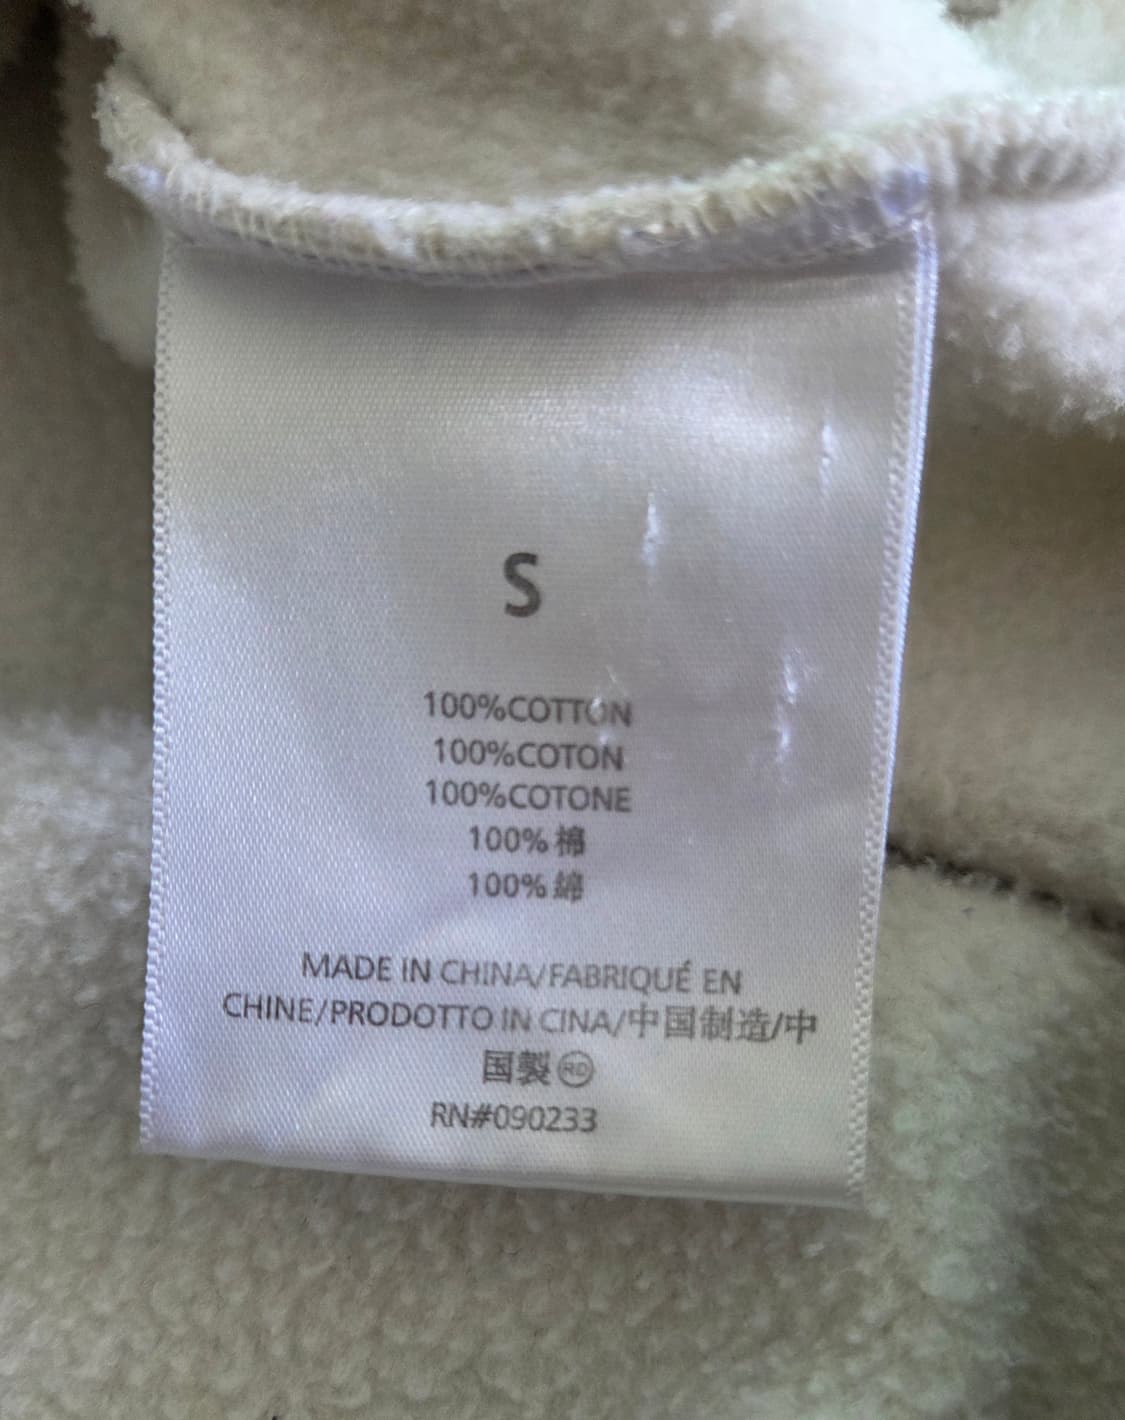 S
100%COTTON
100%COTON
100%COTONE
100% 棉
100% 綿
MADE IN CHINA/FABRIQUÉ EN
CHINE/PRODOTTO IN CINA/中国制造/中
国製 RD
RN#090233